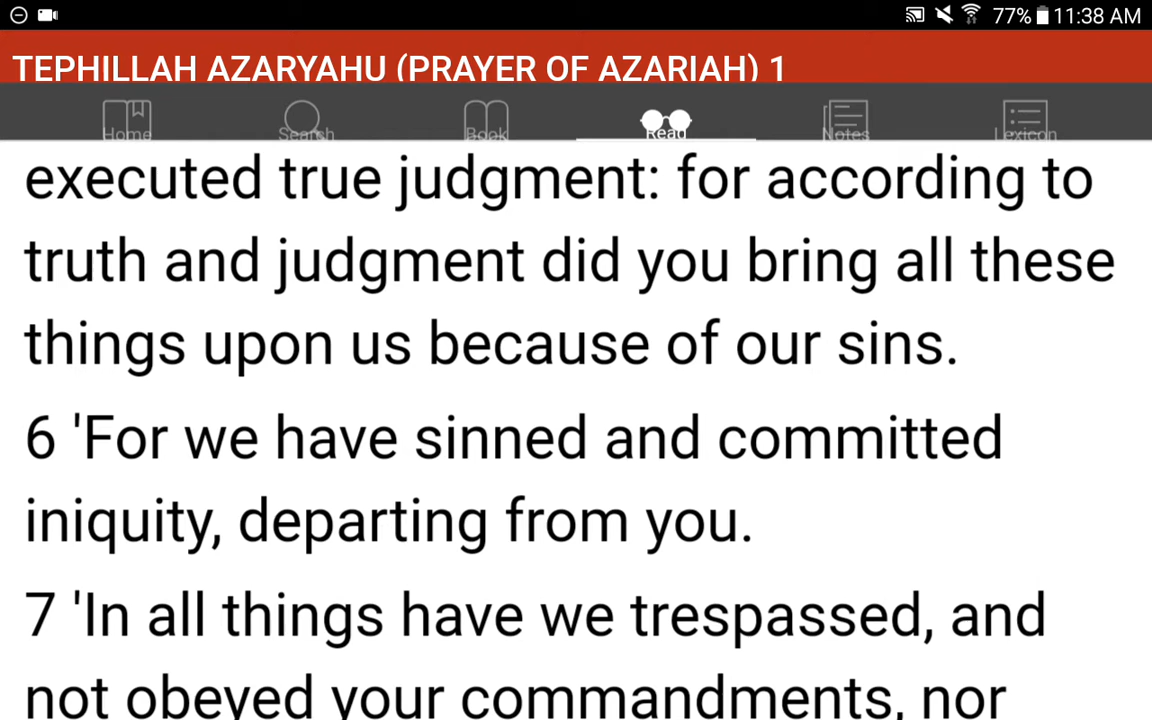 77% 11:38 AM
TEPHILLAH AZARYAHU (PRAYER OF AZARIAH) 1
Home Search Book Read Notes Lexicon
executed true judgment: for according to
truth and judgment did you bring all these
things upon us because of our sins.
6 'For we have sinned and committed
iniquity, departing from you.
7 'In all things have we trespassed, and
not obeyed your commandments, nor